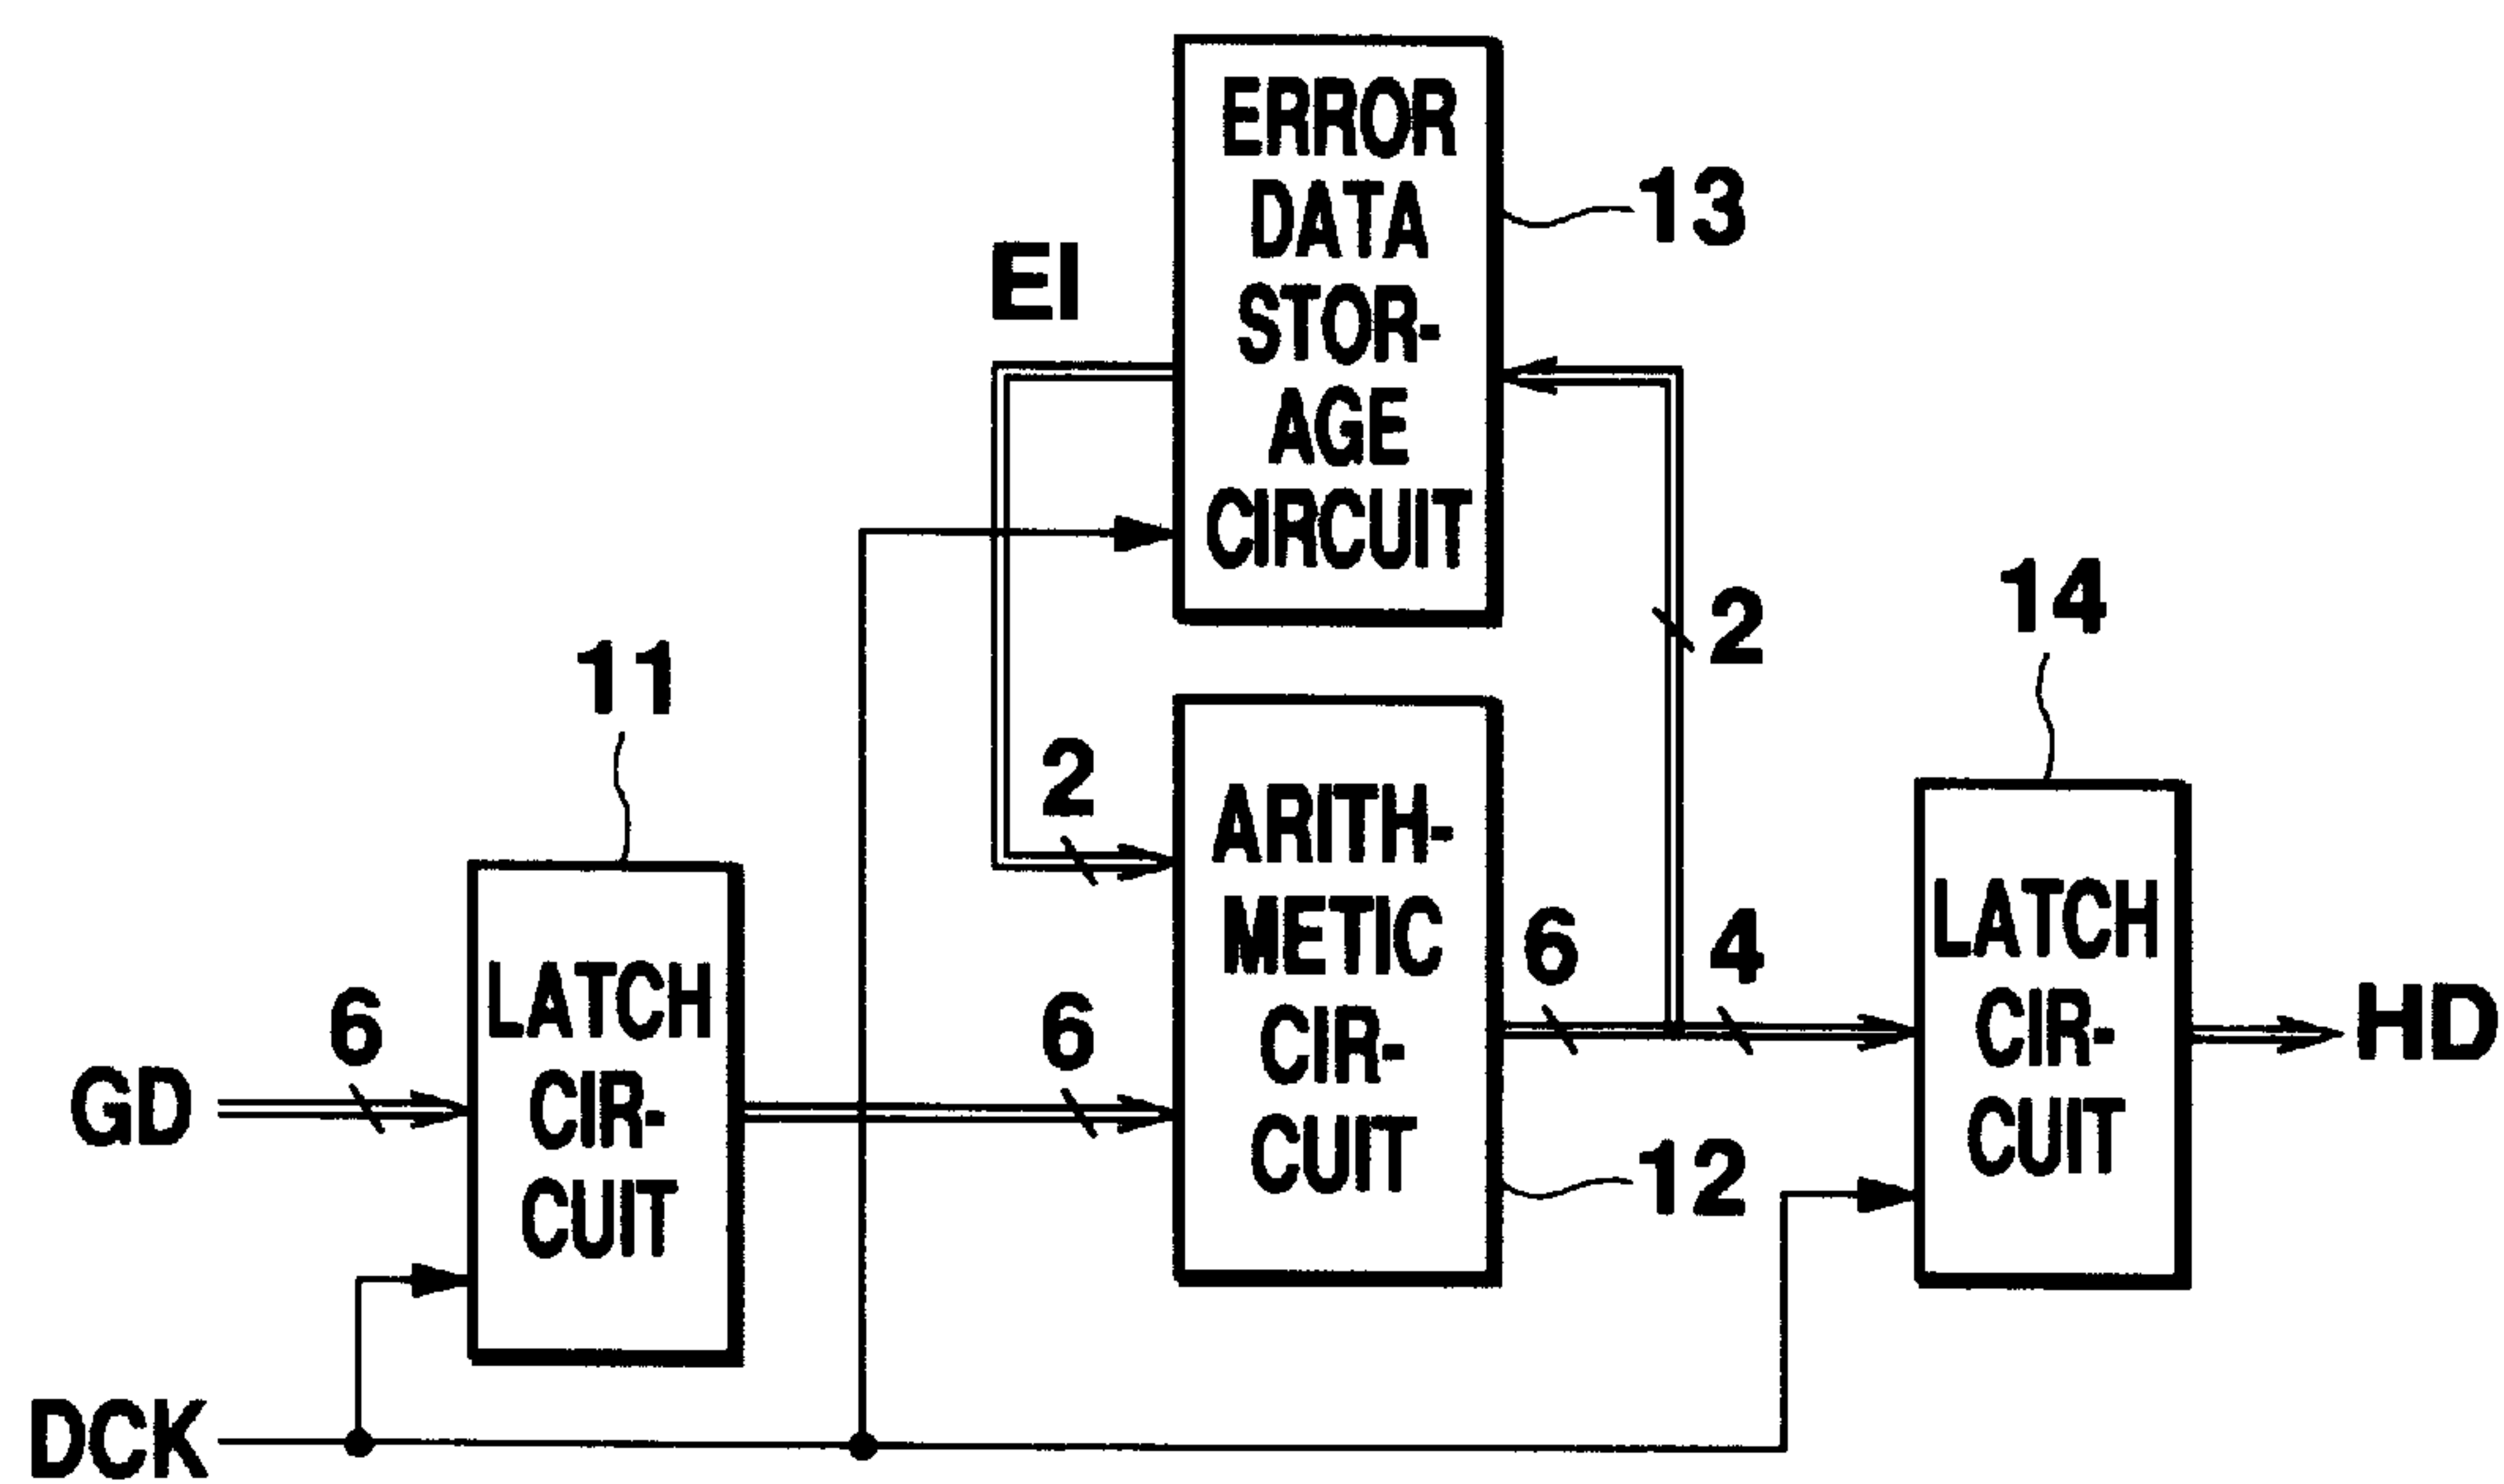 ERROR
DATA
STOR-
AGE
CIRCUIT
13
EI
2
14
11
2
ARITH-
METIC
CIR-
CUIT
6
4
LATCH
CIR-
CUIT
HD
6
GD
LATCH
CIR-
CUIT
6
12
DCK